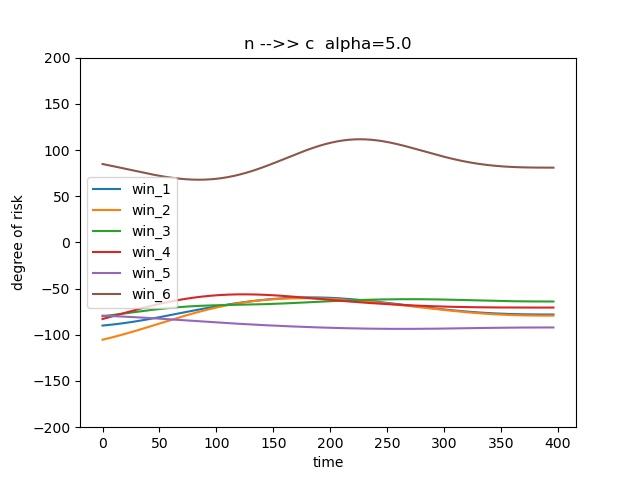 n -->> c  alpha=5.0
degree of risk
200
150
100
50
0
−50
−100
−150
−200
win_1
win_2
win_3
win_4
win_5
win_6
0 50 100 150 200 250 300 350 400
time